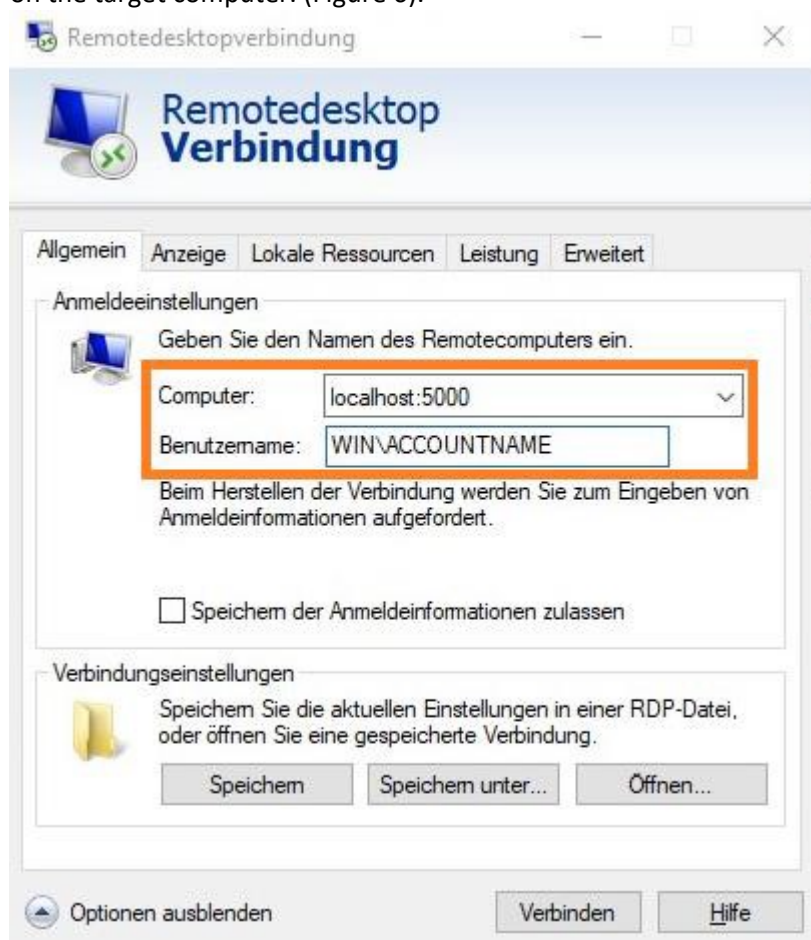 on the target computer. (Figure 6).
Remotedesktopverbindung
Remotedesktop
Verbindung
Allgemein Anzeige Lokale Ressourcen Leistung Erweitert
Anmeldeeinstellungen
Geben Sie den Namen des Remotecomputers ein.
Computer: localhost:5000
Benutzername: WIN\ACCOUNTNAME
Beim Herstellen der Verbindung werden Sie zum Eingeben von
Anmeldeinformationen aufgefordert.
Speichern der Anmeldeinformationen zulassen
Verbindungseinstellungen
Speichern Sie die aktuellen Einstellungen in einer RDP-Datei,
oder öffnen Sie eine gespeicherte Verbindung.
Speichern Speichern unter... Öffnen...
Optionen ausblenden Verbinden Hilfe